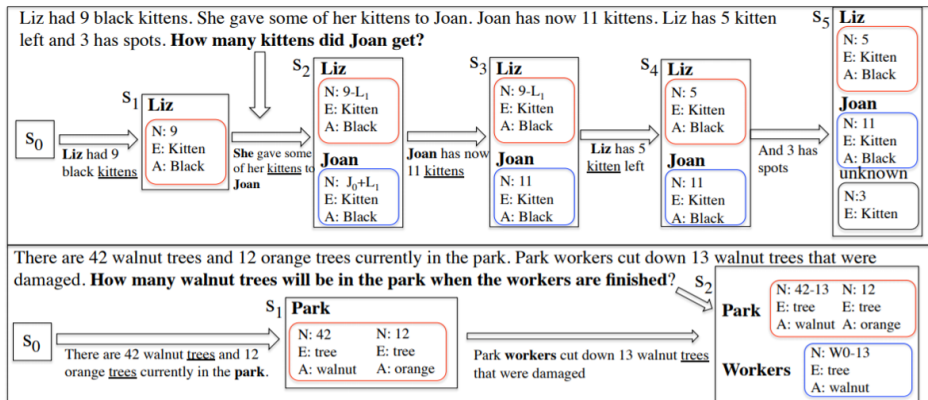 Liz had 9 black kittens. She gave some of her kittens to Joan. Joan has now 11 kittens. Liz has 5 kitten
left and 3 has spots. How many kittens did Joan get?
S0
Liz had 9
black kittens
S1
Liz
N: 9
E: Kitten
A: Black
She gave some
of her kittens to
Joan
S2
Liz
N: 9-L1
E: Kitten
A: Black
Joan
N: J0+L1
E: Kitten
A: Black
Joan has now
11 kittens
S3
Liz
N: 9-L1
E: Kitten
A: Black
Joan
N: 11
E: Kitten
A: Black
Liz has 5
kitten left
S4
Liz
N: 5
E: Kitten
A: Black
Joan
N: 11
E: Kitten
A: Black
And 3 has
spots
S5
Liz
N: 5
E: Kitten
A: Black
Joan
N: 11
E: Kitten
A: Black
unknown
N:3
E: Kitten
There are 42 walnut trees and 12 orange trees currently in the park. Park workers cut down 13 walnut trees that were
damaged. How many walnut trees will be in the park when the workers are finished?
S0
There are 42 walnut trees and 12
orange trees currently in the park.
S1
Park
N: 42 N: 12
E: tree E: tree
A: walnut A: orange
Park workers cut down 13 walnut trees
that were damaged
S2
Park
N: 42-13 N: 12
E: tree E: tree
A: walnut A: orange
Workers
N: W0-13
E: tree
A: walnut